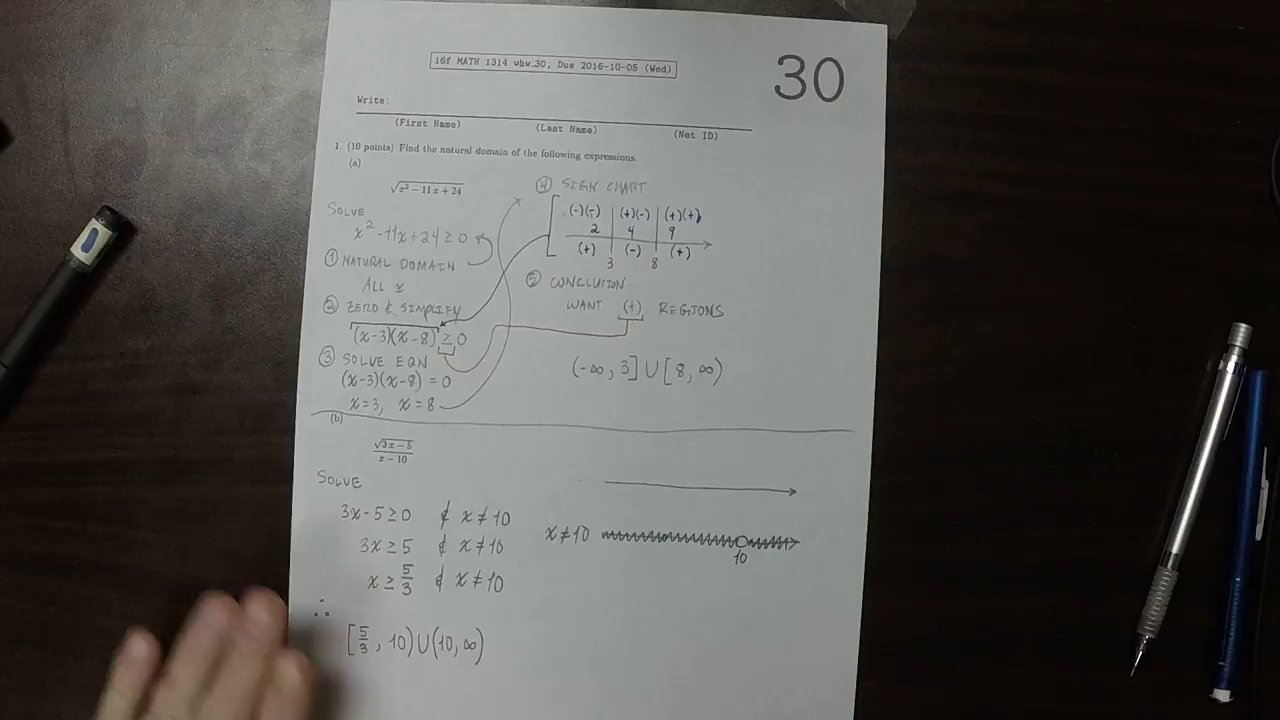 16f MATH 1314 whw_30, Due 2016-10-05 (Wed)
30
Write:
(First Name) (Last Name) (Net ID)
1. (10 points) Find the natural domain of the following expressions.
(a)
√(x² − 11x + 24)
SOLVE
x² -11x+24 ≥ 0
① NATURAL DOMAIN
ALL x
② ZERO & SIMPLIFY
(x-3)(x-8) ≥ 0
③ SOLVE EQN
(x-3)(x-8) = 0
x=3, x=8
④ SIGN CHART
(-)(-) | (+)(-) | (+)(+)
2 4 9
(+) (-) (+)
3 8
⑤ CONCLUSION
WANT (+) REGIONS
(-∞, 3] ∪ [8, ∞)
(b)
√(3x − 5)
x − 10
SOLVE
3x-5 ≥ 0 & x ≠ 10
3x ≥ 5 & x ≠ 10
x ≥ 5/3 & x ≠ 10
∴
[5/3, 10) ∪ (10, ∞)
x ≠ 10
10